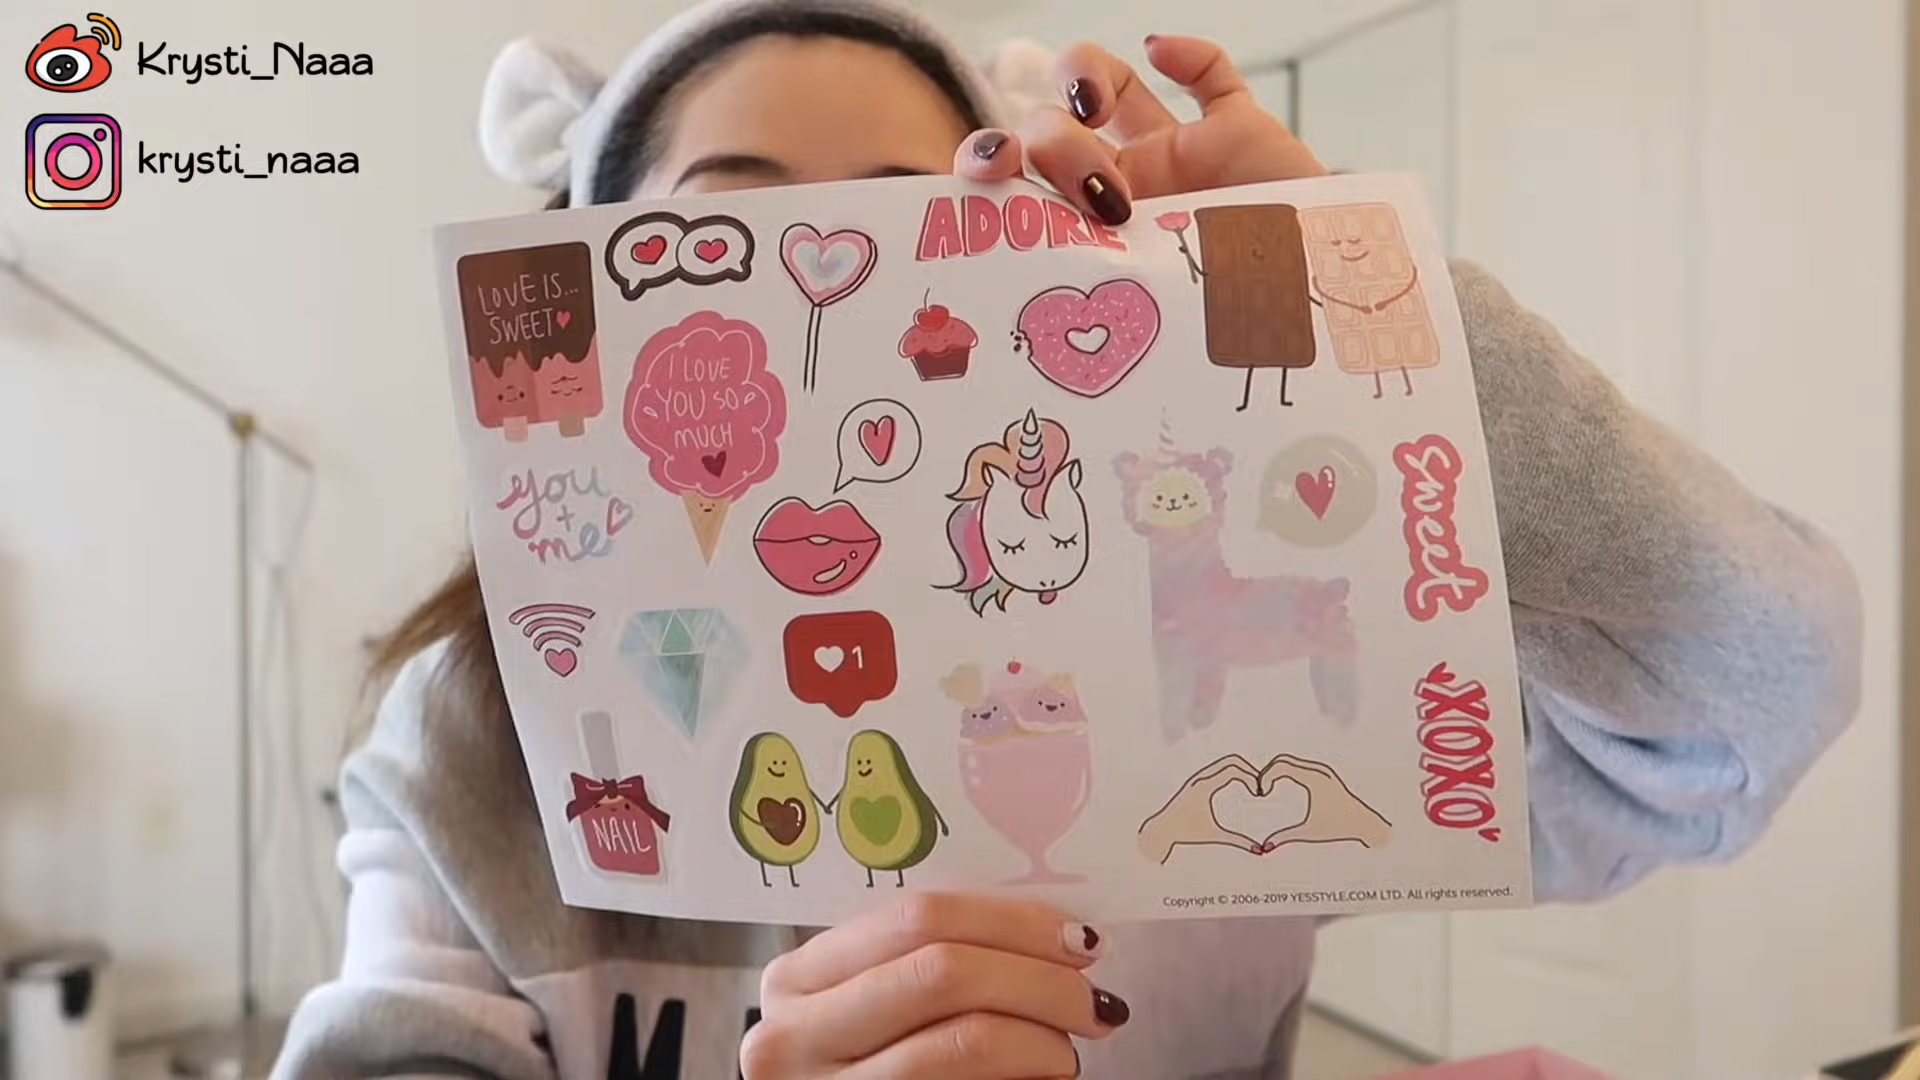 Krysti_Naaa
krysti_naaa
ADORE
LOVE IS...
SWEET
I LOVE
YOU SO
MUCH
you
+
me
sweet
1
XOXO
NAIL
Copyright © 2006-2019 YESSTYLE.COM LTD. All rights reserved.